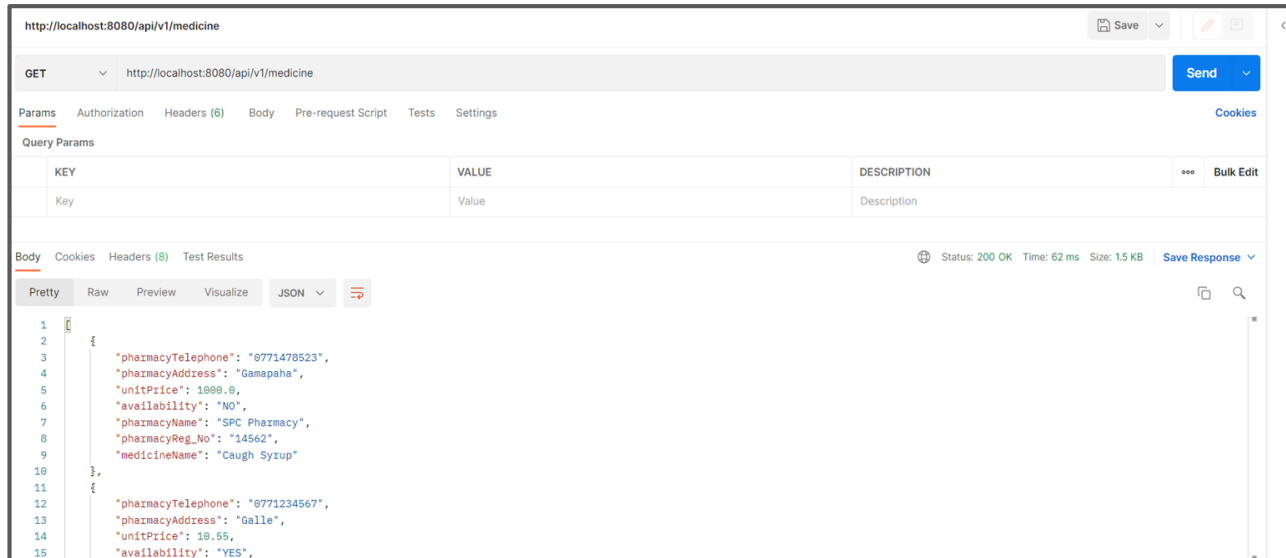 http://localhost:8080/api/v1/medicine Save
GET http://localhost:8080/api/v1/medicine Send
Params Authorization Headers (6) Body Pre-request Script Tests Settings Cookies
Query Params
KEY VALUE DESCRIPTION ooo Bulk Edit
Key Value Description
Body Cookies Headers (8) Test Results Status: 200 OK Time: 62 ms Size: 1.5 KB Save Response
Pretty Raw Preview Visualize JSON
1 [
2 {
3 "pharmacyTelephone": "0771478523",
4 "pharmacyAddress": "Gamapaha",
5 "unitPrice": 1000.0,
6 "availability": "NO",
7 "pharmacyName": "SPC Pharmacy",
8 "pharmacyReg_No": "14562",
9 "medicineName": "Caugh Syrup"
10 },
11 {
12 "pharmacyTelephone": "0771234567",
13 "pharmacyAddress": "Galle",
14 "unitPrice": 10.55,
15 "availability": "YES",